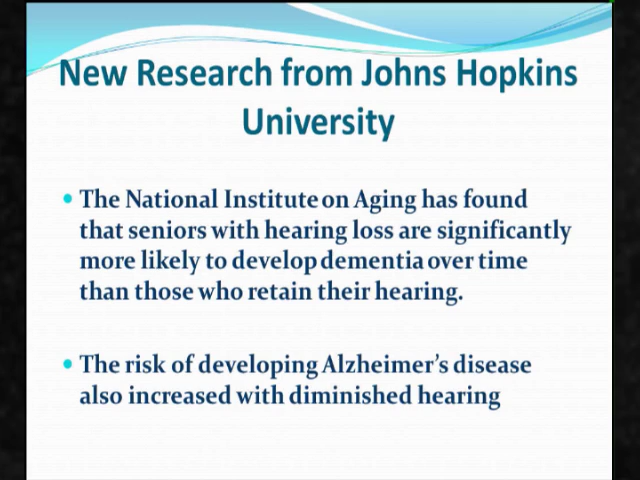 New Research from Johns Hopkins
University
• The National Institute on Aging has found
that seniors with hearing loss are significantly
more likely to develop dementia over time
than those who retain their hearing.
• The risk of developing Alzheimer's disease
also increased with diminished hearing